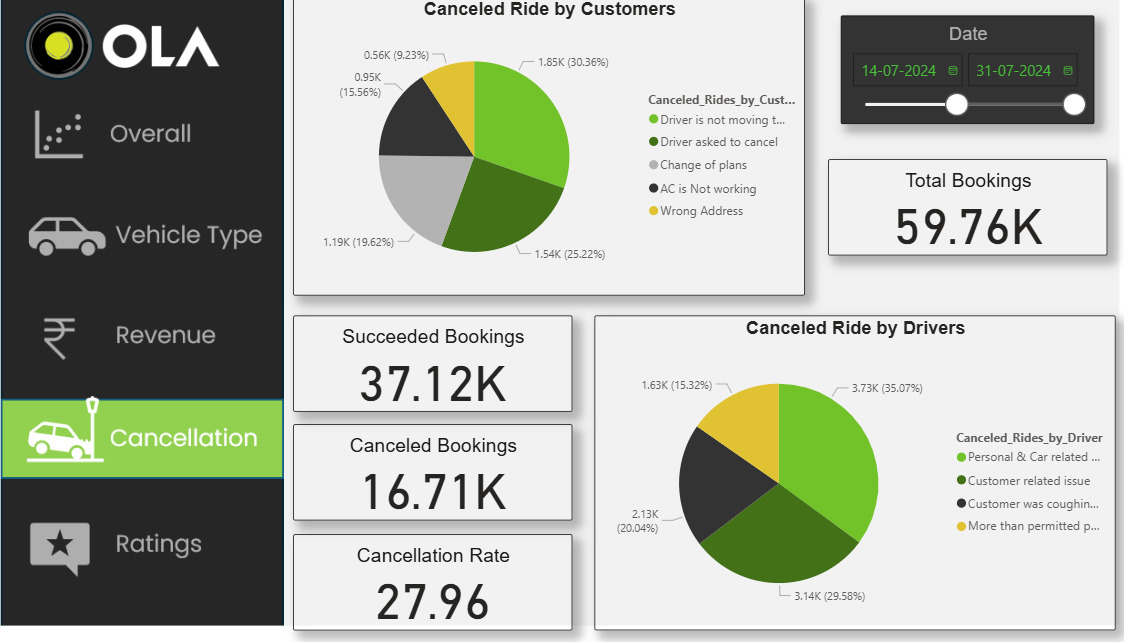 OLA
Overall
Vehicle Type
Revenue
Cancellation
Ratings
Canceled Ride by Customers
0.56K (9.23%)
1.85K (30.36%)
0.95K
(15.56%)
1.19K (19.62%)
1.54K (25.22%)
Canceled_Rides_by_Cust...
Driver is not moving t...
Driver asked to cancel
Change of plans
AC is Not working
Wrong Address
Date
14-07-2024
31-07-2024
Total Bookings
59.76K
Succeeded Bookings
37.12K
Canceled Bookings
16.71K
Cancellation Rate
27.96
Canceled Ride by Drivers
1.63K (15.32%)
3.73K (35.07%)
2.13K
(20.04%)
3.14K (29.58%)
Canceled_Rides_by_Driver
Personal & Car related ...
Customer related issue
Customer was coughin...
More than permitted p...